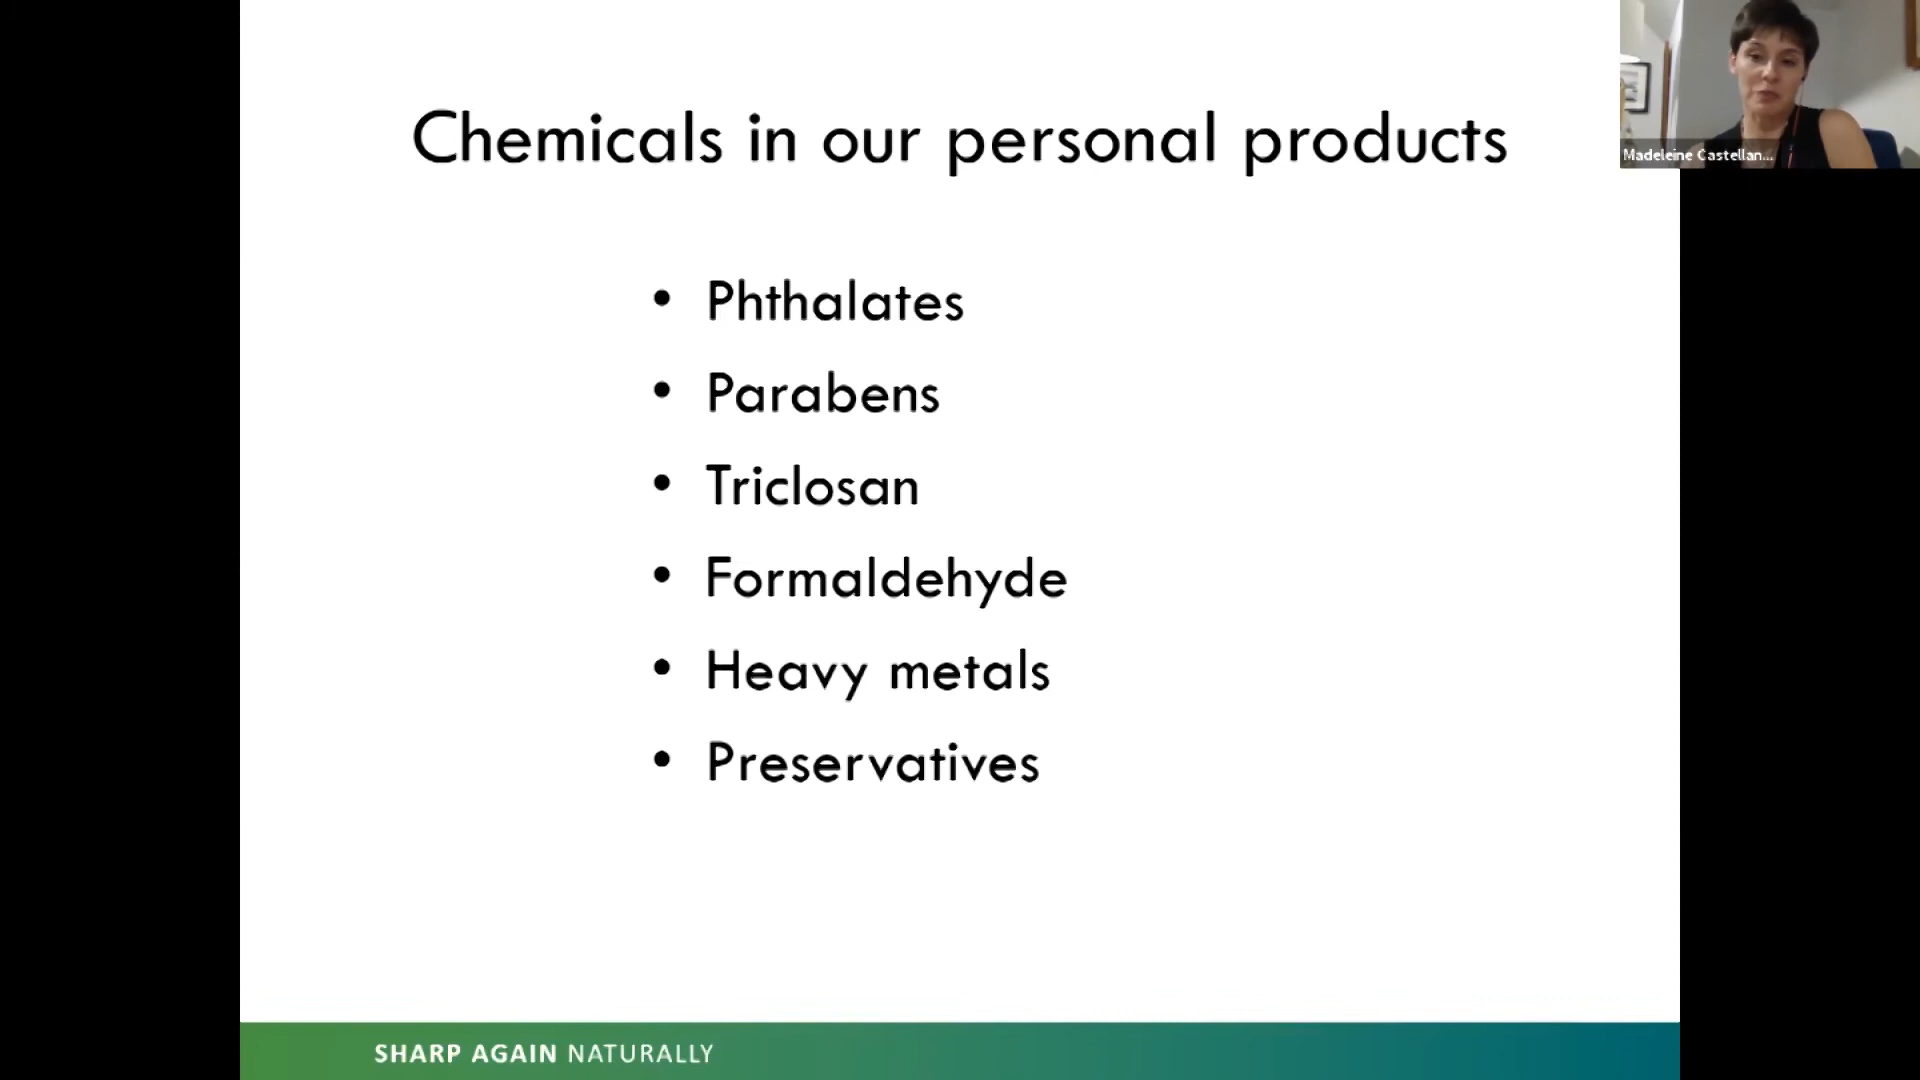 Chemicals in our personal products
Madeleine Castellan...
• Phthalates
• Parabens
• Triclosan
• Formaldehyde
• Heavy metals
• Preservatives
SHARP AGAIN NATURALLY